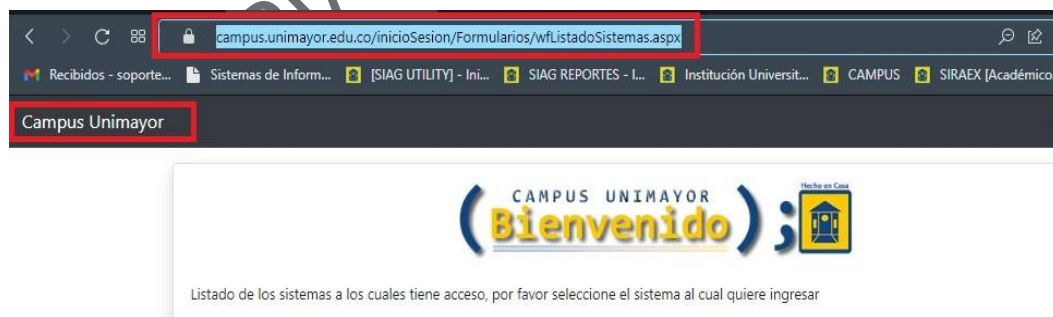 campus.unimayor.edu.co/inicioSesion/Formularios/wfListadoSistemas.aspx
Recibidos - soporte... Sistemas de Inform... [SIAG UTILITY] - Ini... SIAG REPORTES - I... Institución Universit... CAMPUS SIRAEX [Académico
Campus Unimayor
Hecho en Casa
( CAMPUS UNIMAYOR ) ;
Bienvenido
Listado de los sistemas a los cuales tiene acceso, por favor seleccione el sistema al cual quiere ingresar